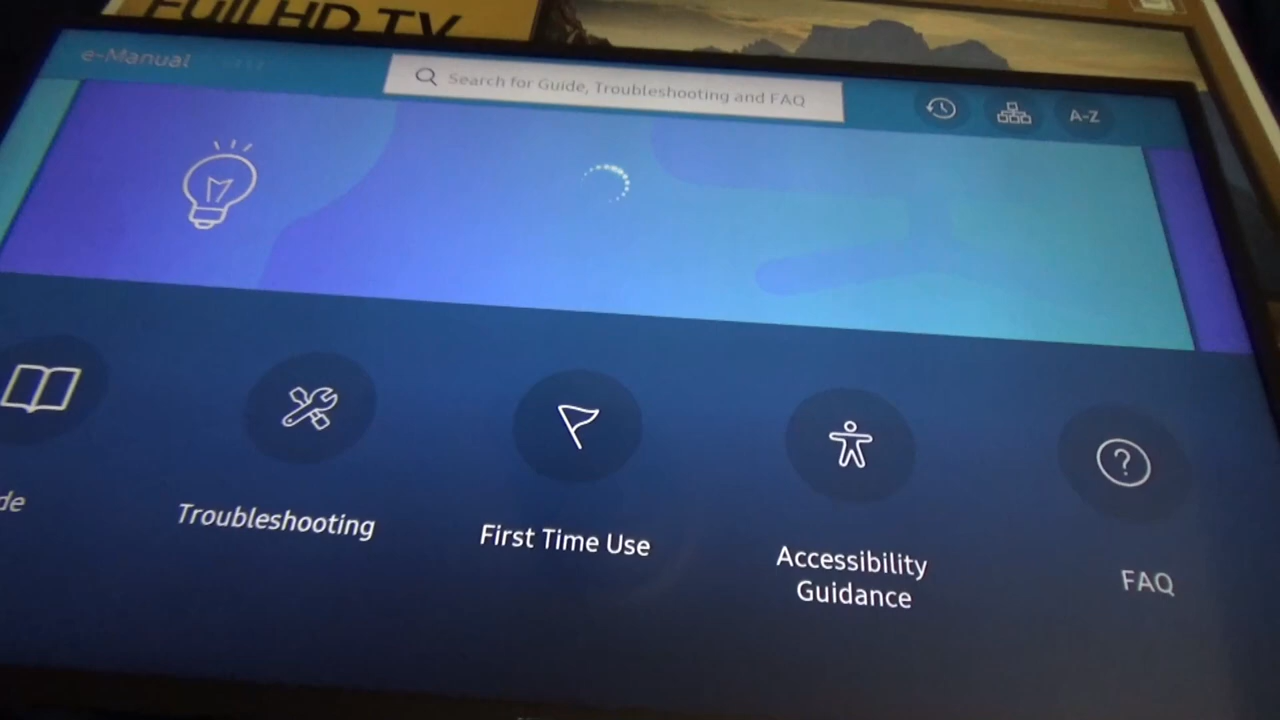 FULL HD TV
e-Manual
Search for Guide, Troubleshooting and FAQ
A-Z
de
Troubleshooting
First Time Use
Accessibility
Guidance
FAQ